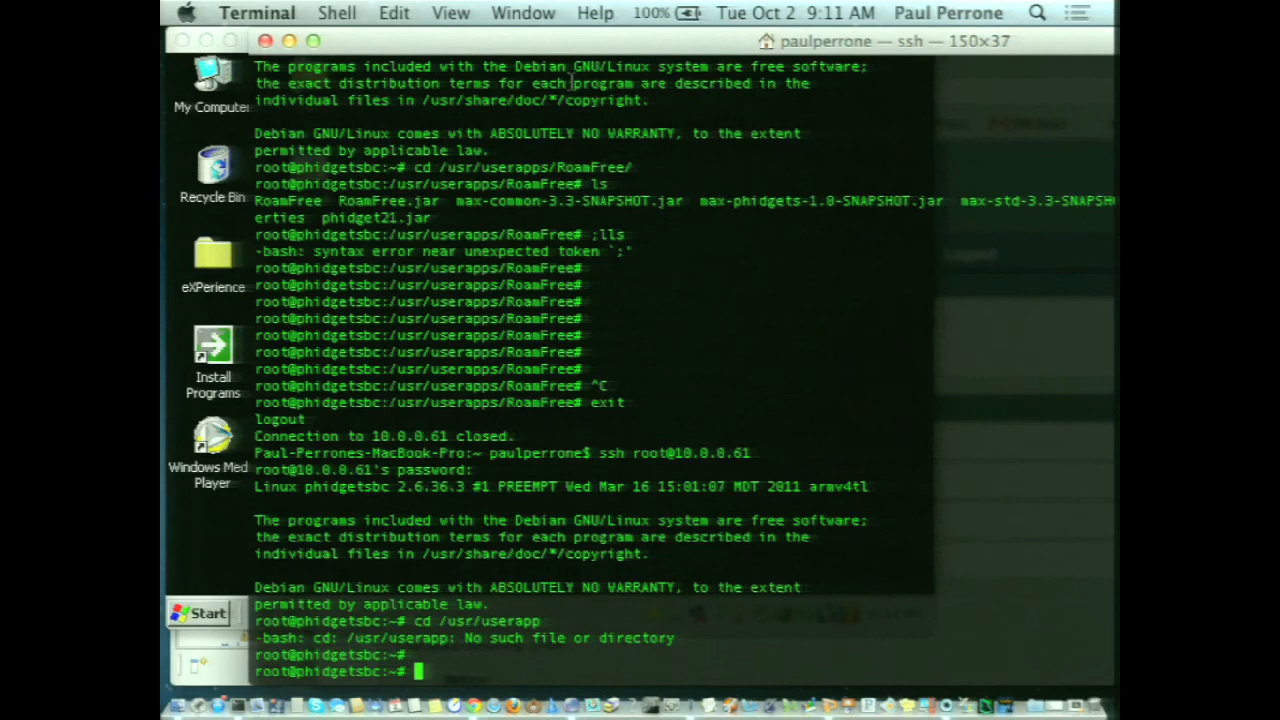 Terminal Shell Edit View Window Help 100% Tue Oct 2 9:11 AM Paul Perrone
paulperrone — ssh — 150×37
The programs included with the Debian GNU/Linux system are free software;
the exact distribution terms for each program are described in the
individual files in /usr/share/doc/*/copyright.
Debian GNU/Linux comes with ABSOLUTELY NO WARRANTY, to the extent
permitted by applicable law.
root@phidgetsbc:~# cd /usr/userapps/RoamFree/
root@phidgetsbc:/usr/userapps/RoamFree# ls
RoamFree RoamFree.jar max-common-3.3-SNAPSHOT.jar max-phidgets-1.0-SNAPSHOT.jar max-std-3.3-SNAPSH
erties phidget21.jar
root@phidgetsbc:/usr/userapps/RoamFree# ;lls
-bash: syntax error near unexpected token `;'
root@phidgetsbc:/usr/userapps/RoamFree#
root@phidgetsbc:/usr/userapps/RoamFree#
root@phidgetsbc:/usr/userapps/RoamFree#
root@phidgetsbc:/usr/userapps/RoamFree#
root@phidgetsbc:/usr/userapps/RoamFree#
root@phidgetsbc:/usr/userapps/RoamFree#
root@phidgetsbc:/usr/userapps/RoamFree#
root@phidgetsbc:/usr/userapps/RoamFree# ^C
root@phidgetsbc:/usr/userapps/RoamFree# exit
logout
Connection to 10.0.0.61 closed.
Paul-Perrones-MacBook-Pro:~ paulperrone$ ssh root@10.0.0.61
root@10.0.0.61's password:
Linux phidgetsbc 2.6.36.3 #1 PREEMPT Wed Mar 16 15:01:07 MDT 2011 armv4tl
The programs included with the Debian GNU/Linux system are free software;
the exact distribution terms for each program are described in the
individual files in /usr/share/doc/*/copyright.
Debian GNU/Linux comes with ABSOLUTELY NO WARRANTY, to the extent
permitted by applicable law.
root@phidgetsbc:~# cd /usr/userapp
-bash: cd: /usr/userapp: No such file or directory
root@phidgetsbc:~#
root@phidgetsbc:~#
My Computer
Recycle Bin
eXPerience
Install
Programs
Windows Med
Player
Start
Logout